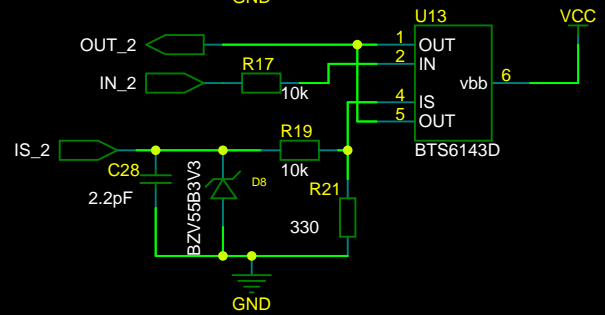 GND
U13
VCC
OUT_2
1
OUT
R17
2
IN
IN_2
10k
vbb
6
4
IS
R19
5
OUT
IS_2
BTS6143D
C28
10k
2.2pF
BZV55B3V3
D8
R21
330
GND